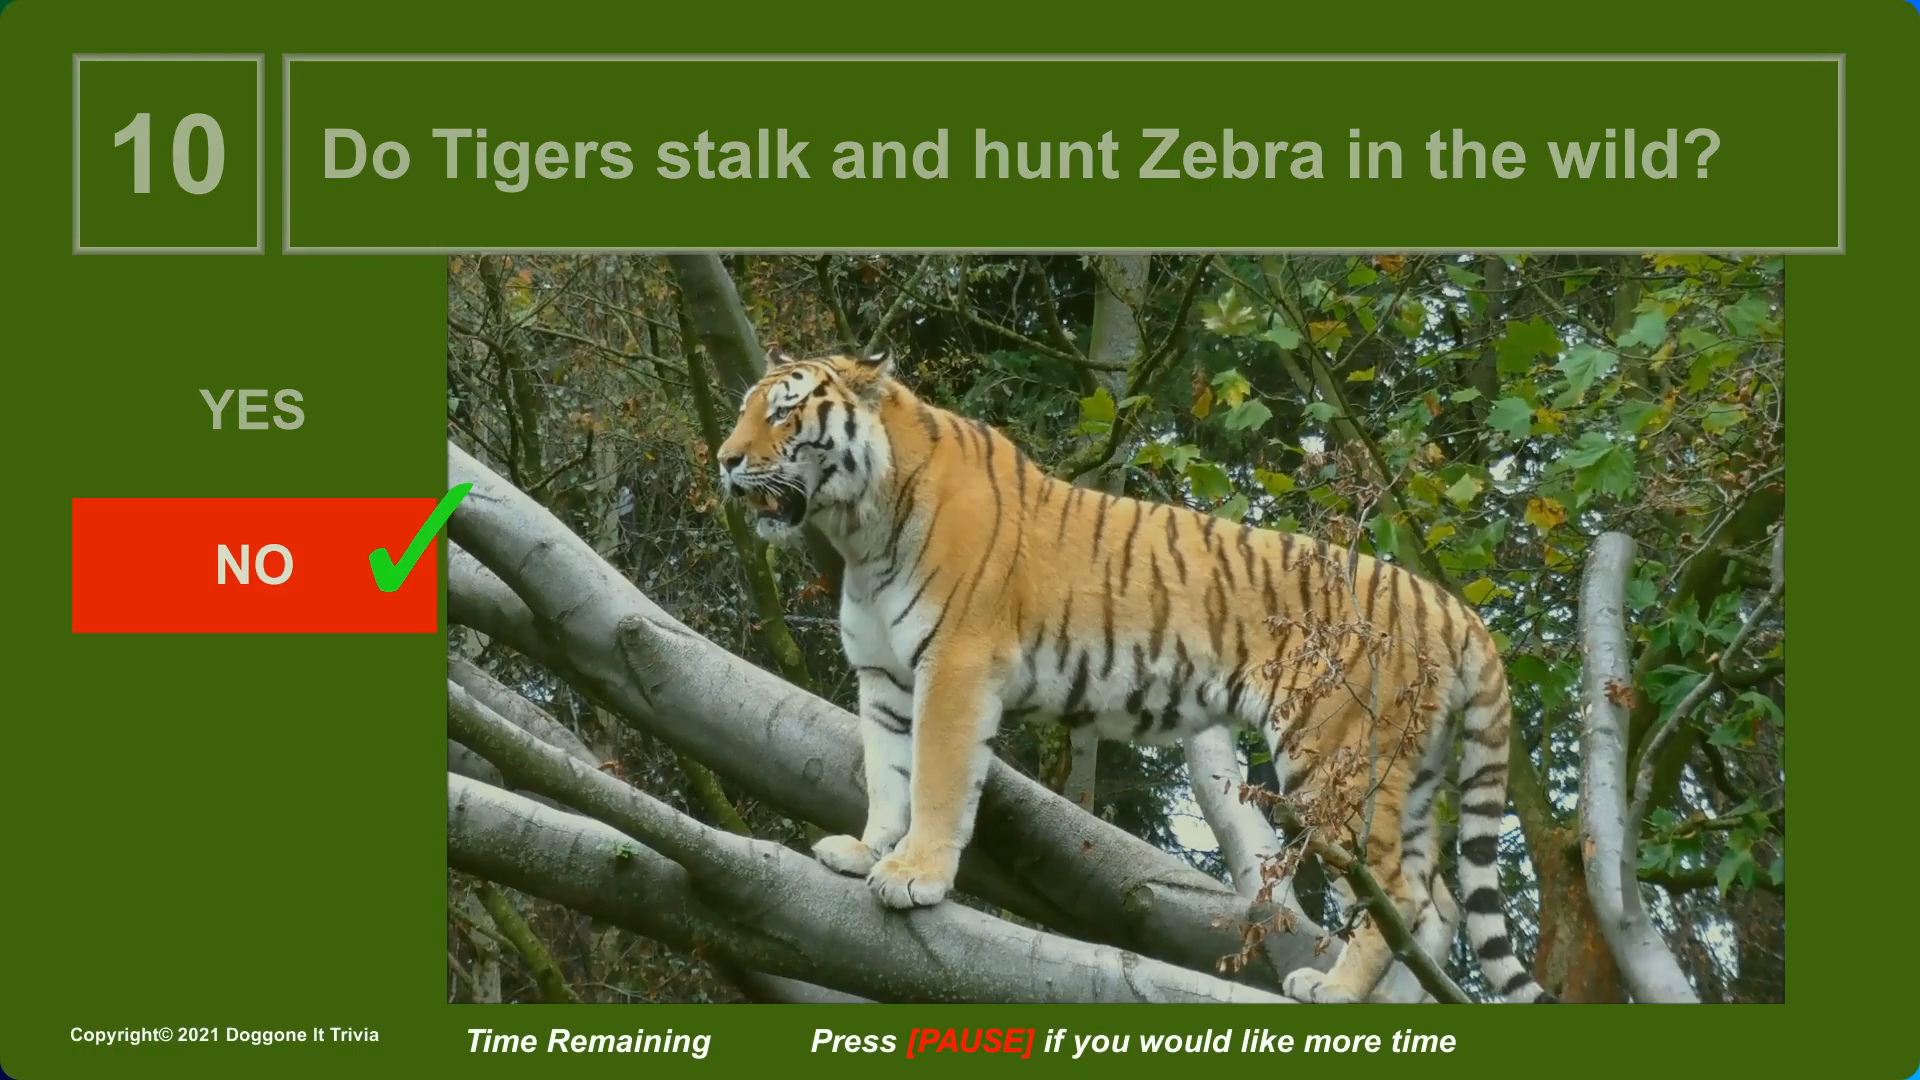 10
Do Tigers stalk and hunt Zebra in the wild?
YES
NO
Copyright© 2021 Doggone It Trivia
Time Remaining
Press [PAUSE] if you would like more time